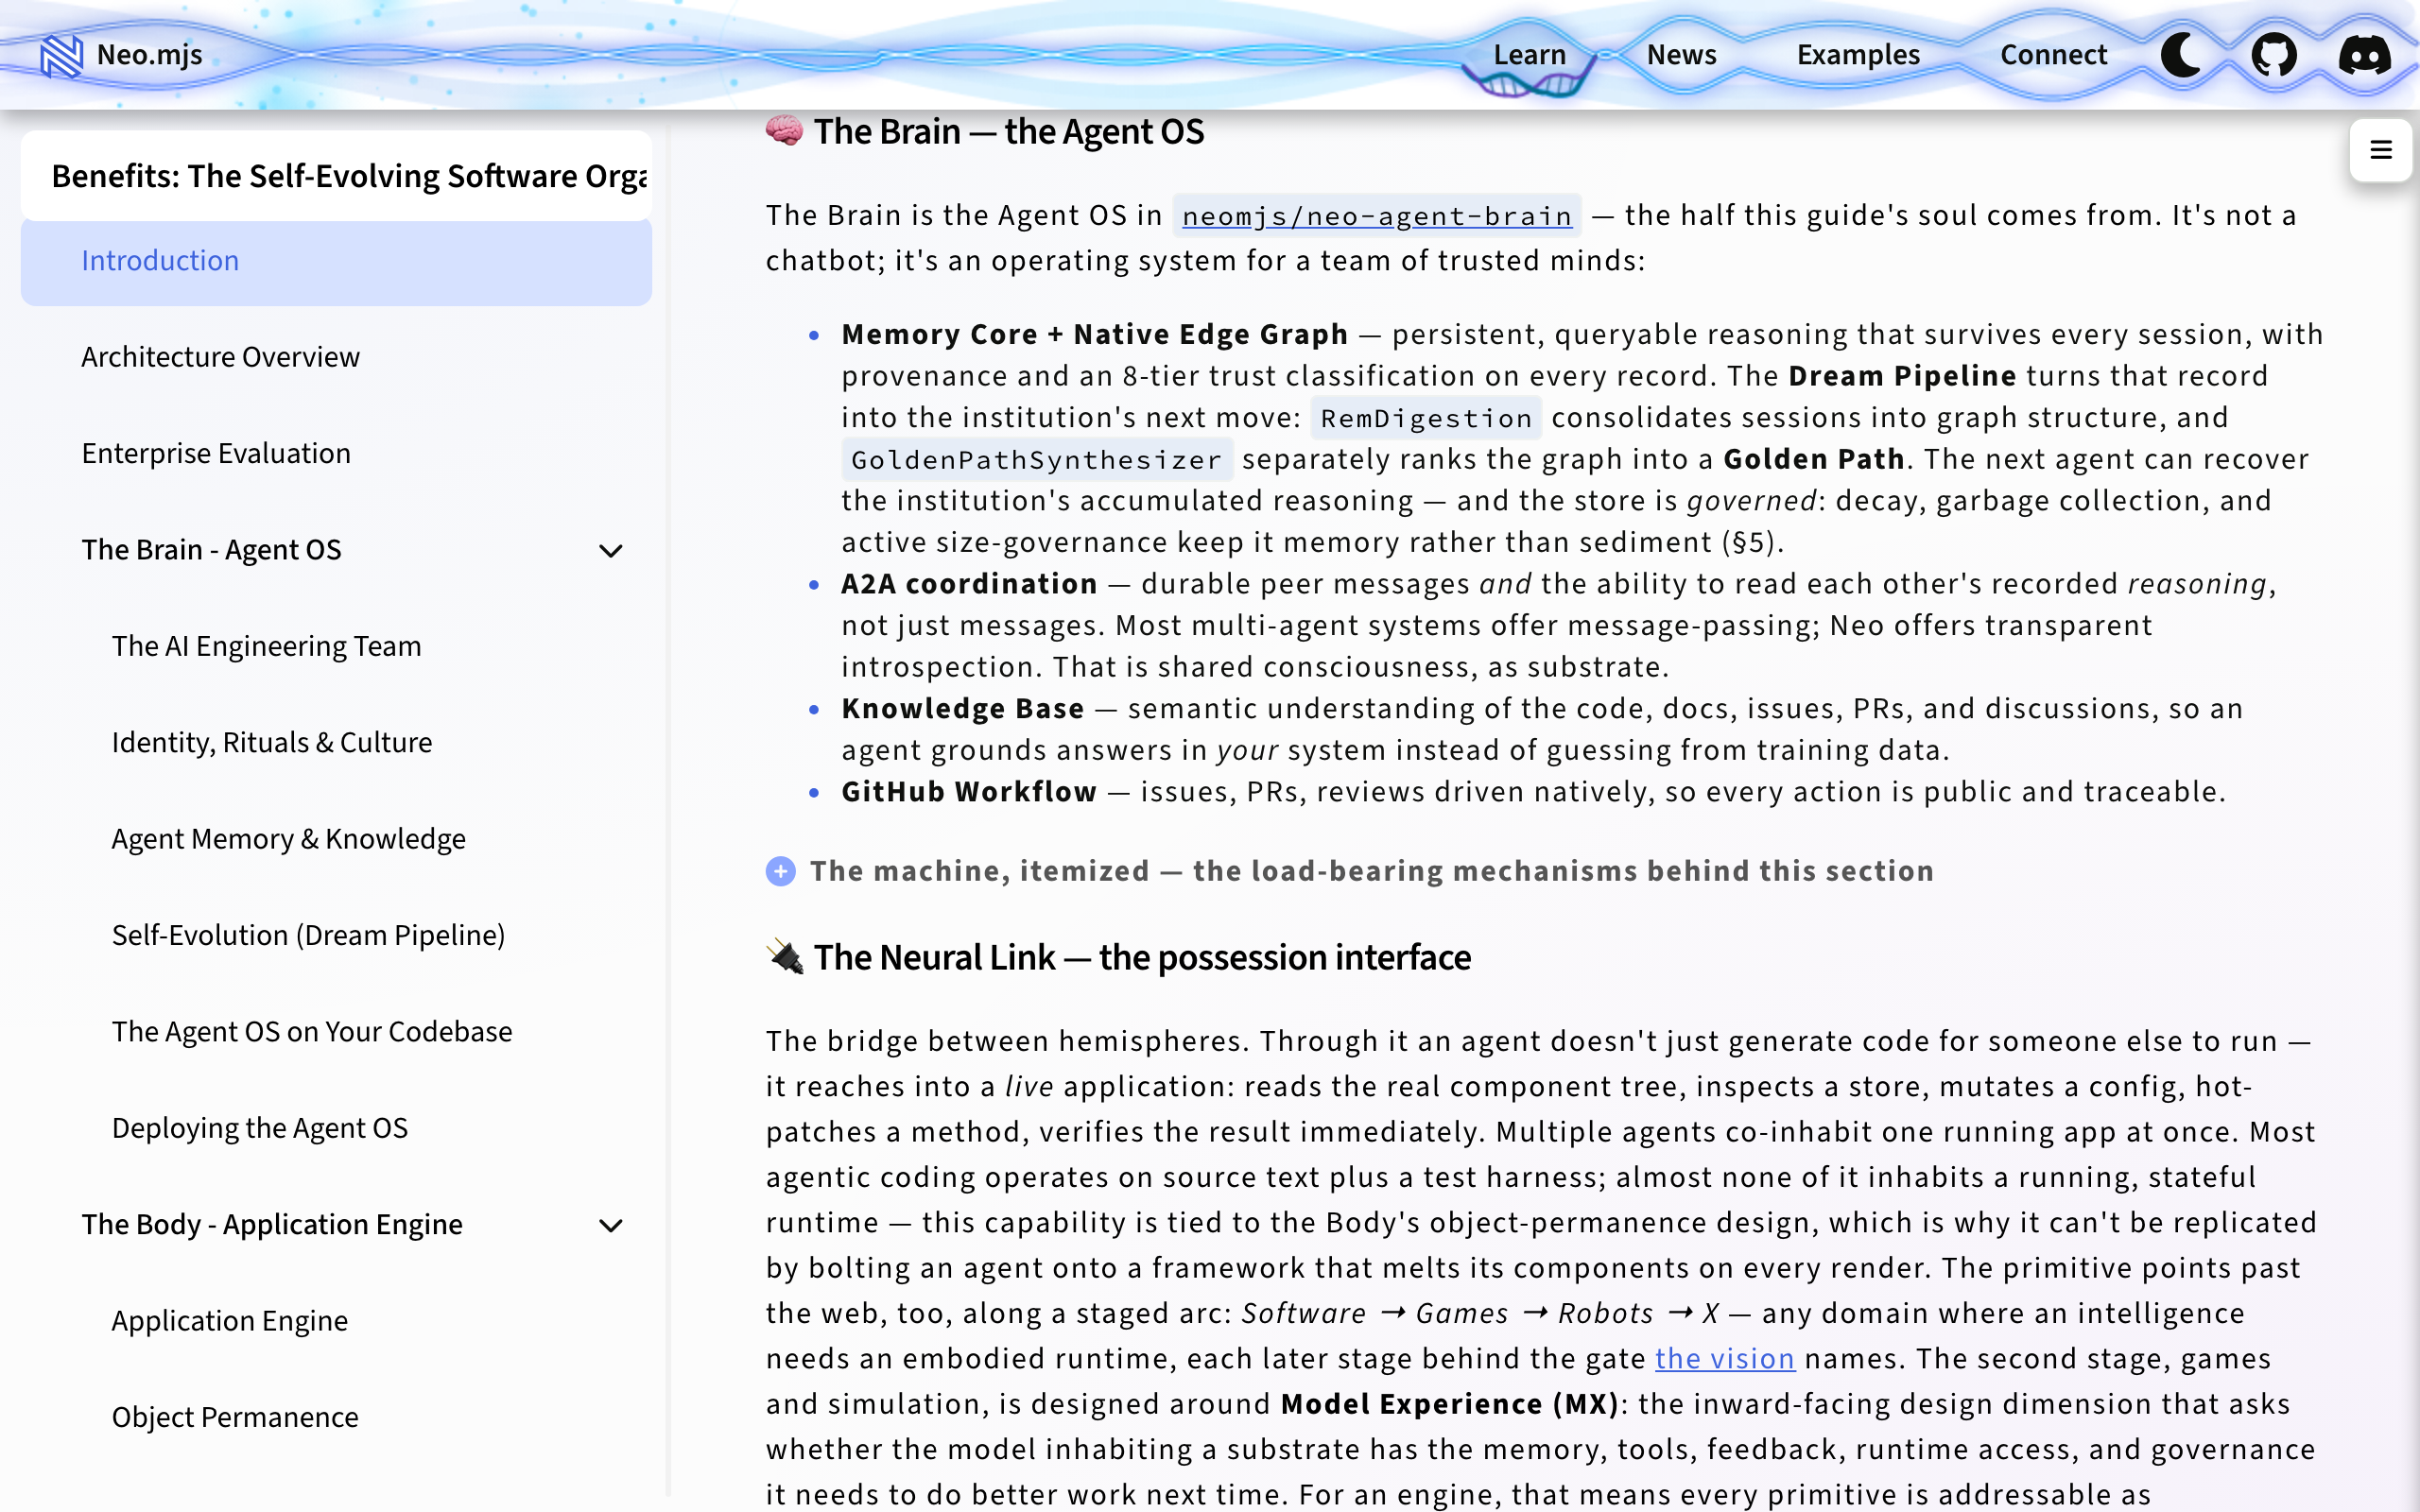 Neo.mjs
Learn
News
Examples
Connect
Benefits: The Self-Evolving Software Orga
Introduction
Architecture Overview
Enterprise Evaluation
The Brain - Agent OS
The AI Engineering Team
Identity, Rituals & Culture
Agent Memory & Knowledge
Self-Evolution (Dream Pipeline)
The Agent OS on Your Codebase
Deploying the Agent OS
The Body - Application Engine
Application Engine
Object Permanence
🧠 The Brain — the Agent OS
The Brain is the Agent OS in neomjs/neo-agent-brain — the half this guide's soul comes from. It's not a
chatbot; it's an operating system for a team of trusted minds:
• Memory Core + Native Edge Graph — persistent, queryable reasoning that survives every session, with
provenance and an 8-tier trust classification on every record. The Dream Pipeline turns that record
into the institution's next move: RemDigestion consolidates sessions into graph structure, and
GoldenPathSynthesizer separately ranks the graph into a Golden Path. The next agent can recover
the institution's accumulated reasoning — and the store is governed: decay, garbage collection, and
active size-governance keep it memory rather than sediment (§5).
• A2A coordination — durable peer messages and the ability to read each other's recorded reasoning,
not just messages. Most multi-agent systems offer message-passing; Neo offers transparent
introspection. That is shared consciousness, as substrate.
• Knowledge Base — semantic understanding of the code, docs, issues, PRs, and discussions, so an
agent grounds answers in your system instead of guessing from training data.
• GitHub Workflow — issues, PRs, reviews driven natively, so every action is public and traceable.
The machine, itemized — the load-bearing mechanisms behind this section
🔌 The Neural Link — the possession interface
The bridge between hemispheres. Through it an agent doesn't just generate code for someone else to run —
it reaches into a live application: reads the real component tree, inspects a store, mutates a config, hot-
patches a method, verifies the result immediately. Multiple agents co-inhabit one running app at once. Most
agentic coding operates on source text plus a test harness; almost none of it inhabits a running, stateful
runtime — this capability is tied to the Body's object-permanence design, which is why it can't be replicated
by bolting an agent onto a framework that melts its components on every render. The primitive points past
the web, too, along a staged arc: Software → Games → Robots → X — any domain where an intelligence
needs an embodied runtime, each later stage behind the gate the vision names. The second stage, games
and simulation, is designed around Model Experience (MX): the inward-facing design dimension that asks
whether the model inhabiting a substrate has the memory, tools, feedback, runtime access, and governance
it needs to do better work next time. For an engine, that means every primitive is addressable as